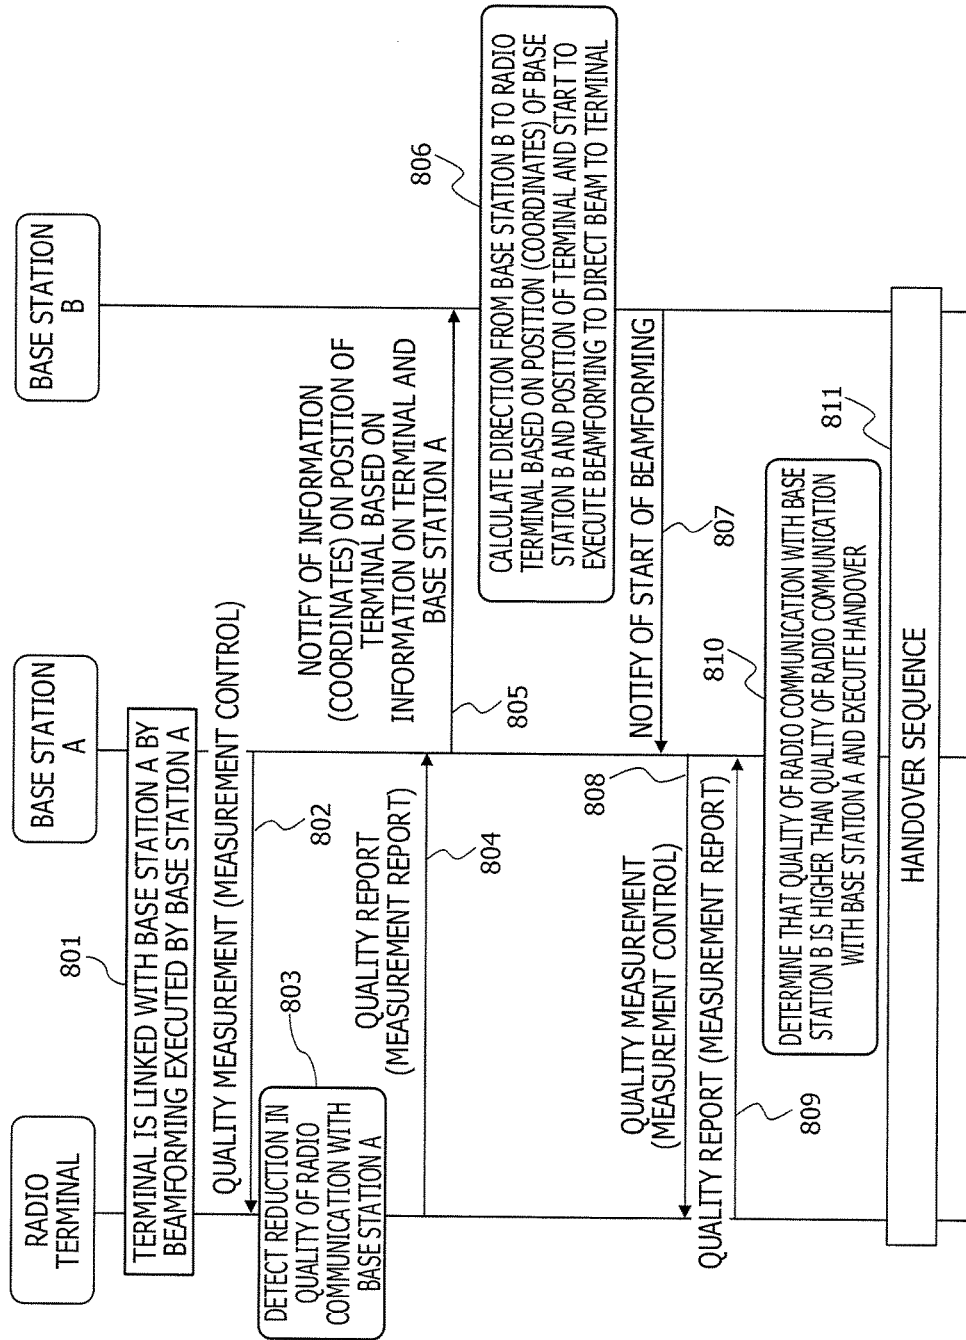 RADIO
TERMINAL
BASE STATION
A
BASE STATION
B
801
TERMINAL IS LINKED WITH BASE STATION A BY
BEAMFORMING EXECUTED BY BASE STATION A
QUALITY MEASUREMENT (MEASUREMENT CONTROL)
802
803
DETECT REDUCTION IN
QUALITY OF RADIO
COMMUNICATION WITH
BASE STATION A
QUALITY REPORT
(MEASUREMENT REPORT)
804
NOTIFY OF INFORMATION
(COORDINATES) ON POSITION OF
TERMINAL BASED ON
INFORMATION ON TERMINAL AND
BASE STATION A
805
806
CALCULATE DIRECTION FROM BASE STATION B TO RADIO
TERMINAL BASED ON POSITION (COORDINATES) OF BASE
STATION B AND POSITION OF TERMINAL AND START TO
EXECUTE BEAMFORMING TO DIRECT BEAM TO TERMINAL
NOTIFY OF START OF BEAMFORMING
807
808
QUALITY MEASUREMENT
(MEASUREMENT CONTROL)
QUALITY REPORT (MEASUREMENT REPORT)
809
810
DETERMINE THAT QUALITY OF RADIO COMMUNICATION WITH BASE
STATION B IS HIGHER THAN QUALITY OF RADIO COMMUNICATION
WITH BASE STATION A AND EXECUTE HANDOVER
811
HANDOVER SEQUENCE